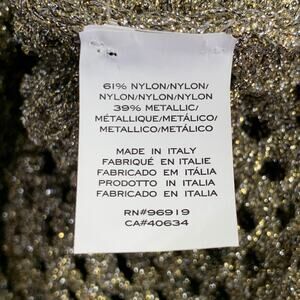 61% NYLON/NYLON/
NYLON/NYLON/NYLON
39% METALLIC/
MÉTALLIQUE/METÁLICO/
METALLICO/METÁLICO
MADE IN ITALY
FABRIQUÉ EN ITALIE
FABRICADO EM ITÁLIA
PRODOTTO IN ITALIA
FABRICADO EN ITALIA
RN#96919
CA#40634